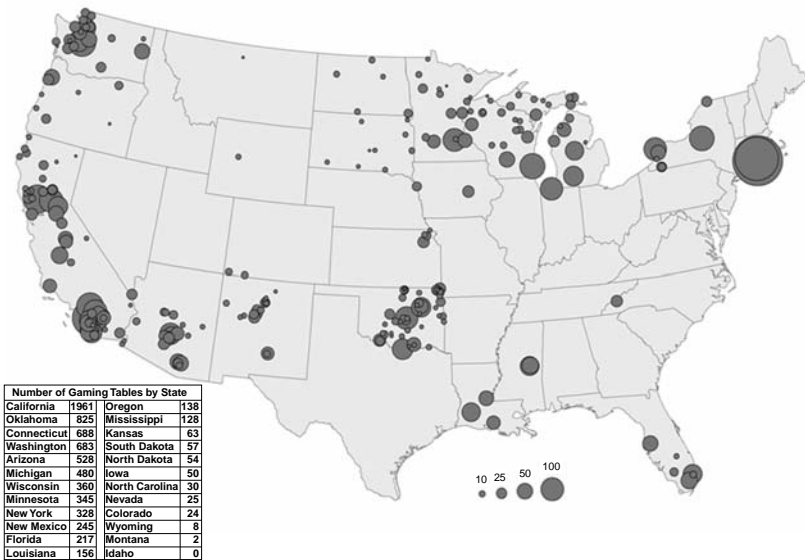 Number of Gaming Tables by State
California 1961 Oregon 138
Oklahoma 825 Mississippi 128
Connecticut 688 Kansas 63
Washington 683 South Dakota 57
Arizona 528 North Dakota 54
Michigan 480 Iowa 50
Wisconsin 360 North Carolina 30
Minnesota 345 Nevada 25
New York 328 Colorado 24
New Mexico 245 Wyoming 8
Florida 217 Montana 2
Louisiana 156 Idaho 0
10 25 50 100